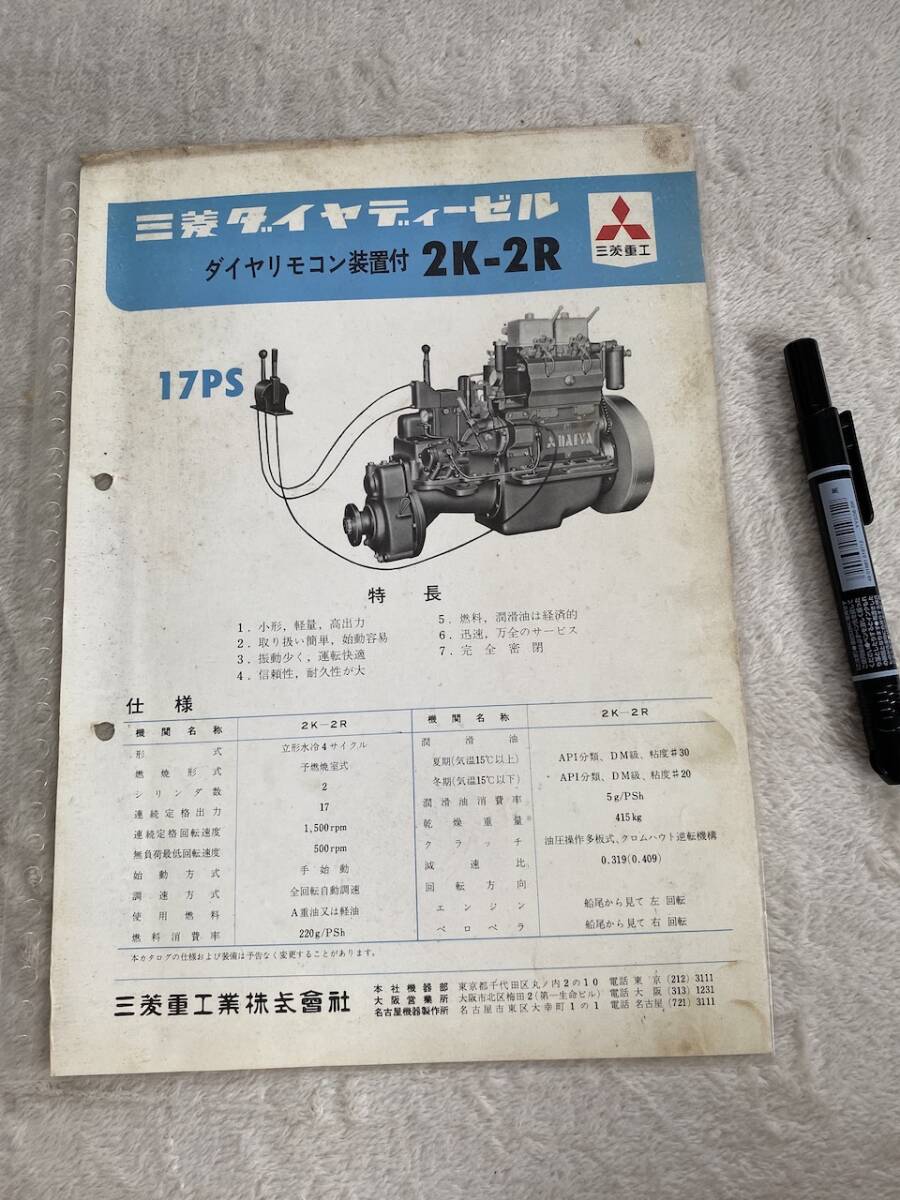 三菱ダイヤディーゼル
ダイヤリモコン装置付 2K-2R
三菱重工
17PS
DAIYA
特長
1. 小形, 軽量, 高出力
2. 取り扱い簡単, 始動容易
3. 振動少く, 運転快適
4. 信頼性, 耐久性が大
5. 燃料, 潤滑油は経済的
6. 迅速, 万全のサービス
7. 完全密閉
仕様
機関名称 2K-2R
形式 立形水冷4サイクル
燃焼形式 予燃焼室式
シリンダ数 2
連続定格出力 17
連続定格回転速度 1,500rpm
無負荷最低回転速度 500rpm
始動方式 手始動
調速方式 全回転自動調速
使用燃料 A重油又は軽油
燃料消費率 220g/PSh
機関名称 2K-2R
潤滑油
夏期(気温15℃以上) API分類、DM級、粘度#30
冬期(気温15℃以下) API分類、DM級、粘度#20
潤滑油消費率 5g/PSh
乾燥重量 415kg
クラッチ 油圧操作多板式、クロムハウト逆転機構
減速比 0.319(0.409)
回転方向
エンジン 船尾から見て 左 回転
ペロペラ 船尾から見て 右 回転
本カタログの仕様および装備は予告なく変更することがあります。
三菱重工業株式會社
本社機器部 東京都千代田区丸ノ内2の10 電話 東京 (212) 3111
大阪営業所 大阪市北区梅田2(第一生命ビル) 電話 大阪 (313) 1231
名古屋機器製作所 名古屋市東区大幸町1の1 電話 名古屋 (721) 3111